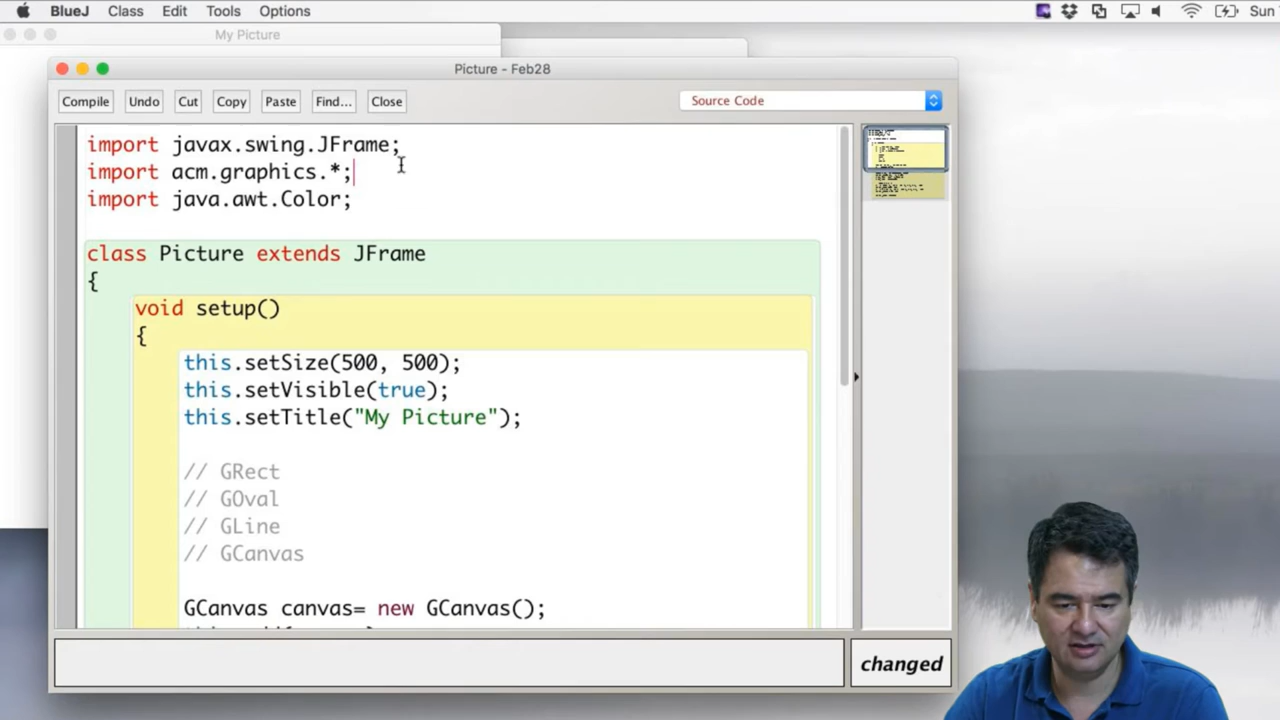 BlueJ Class Edit Tools Options Sun
My Picture
Picture - Feb28
Compile Undo Cut Copy Paste Find... Close Source Code
import javax.swing.JFrame;
import acm.graphics.*;
import java.awt.Color;
class Picture extends JFrame
{
void setup()
{
this.setSize(500, 500);
this.setVisible(true);
this.setTitle("My Picture");
// GRect
// GOval
// GLine
// GCanvas
GCanvas canvas= new GCanvas();
changed